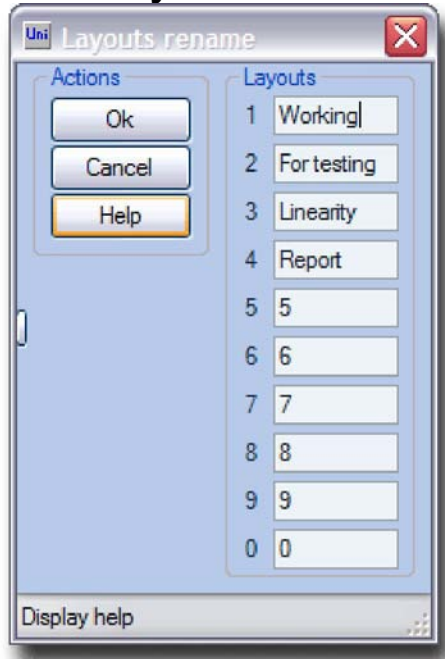 Uni Layouts rename
Actions
Ok
Cancel
Help
Layouts
1 Working
2 For testing
3 Linearity
4 Report
5 5
6 6
7 7
8 8
9 9
0 0
Display help